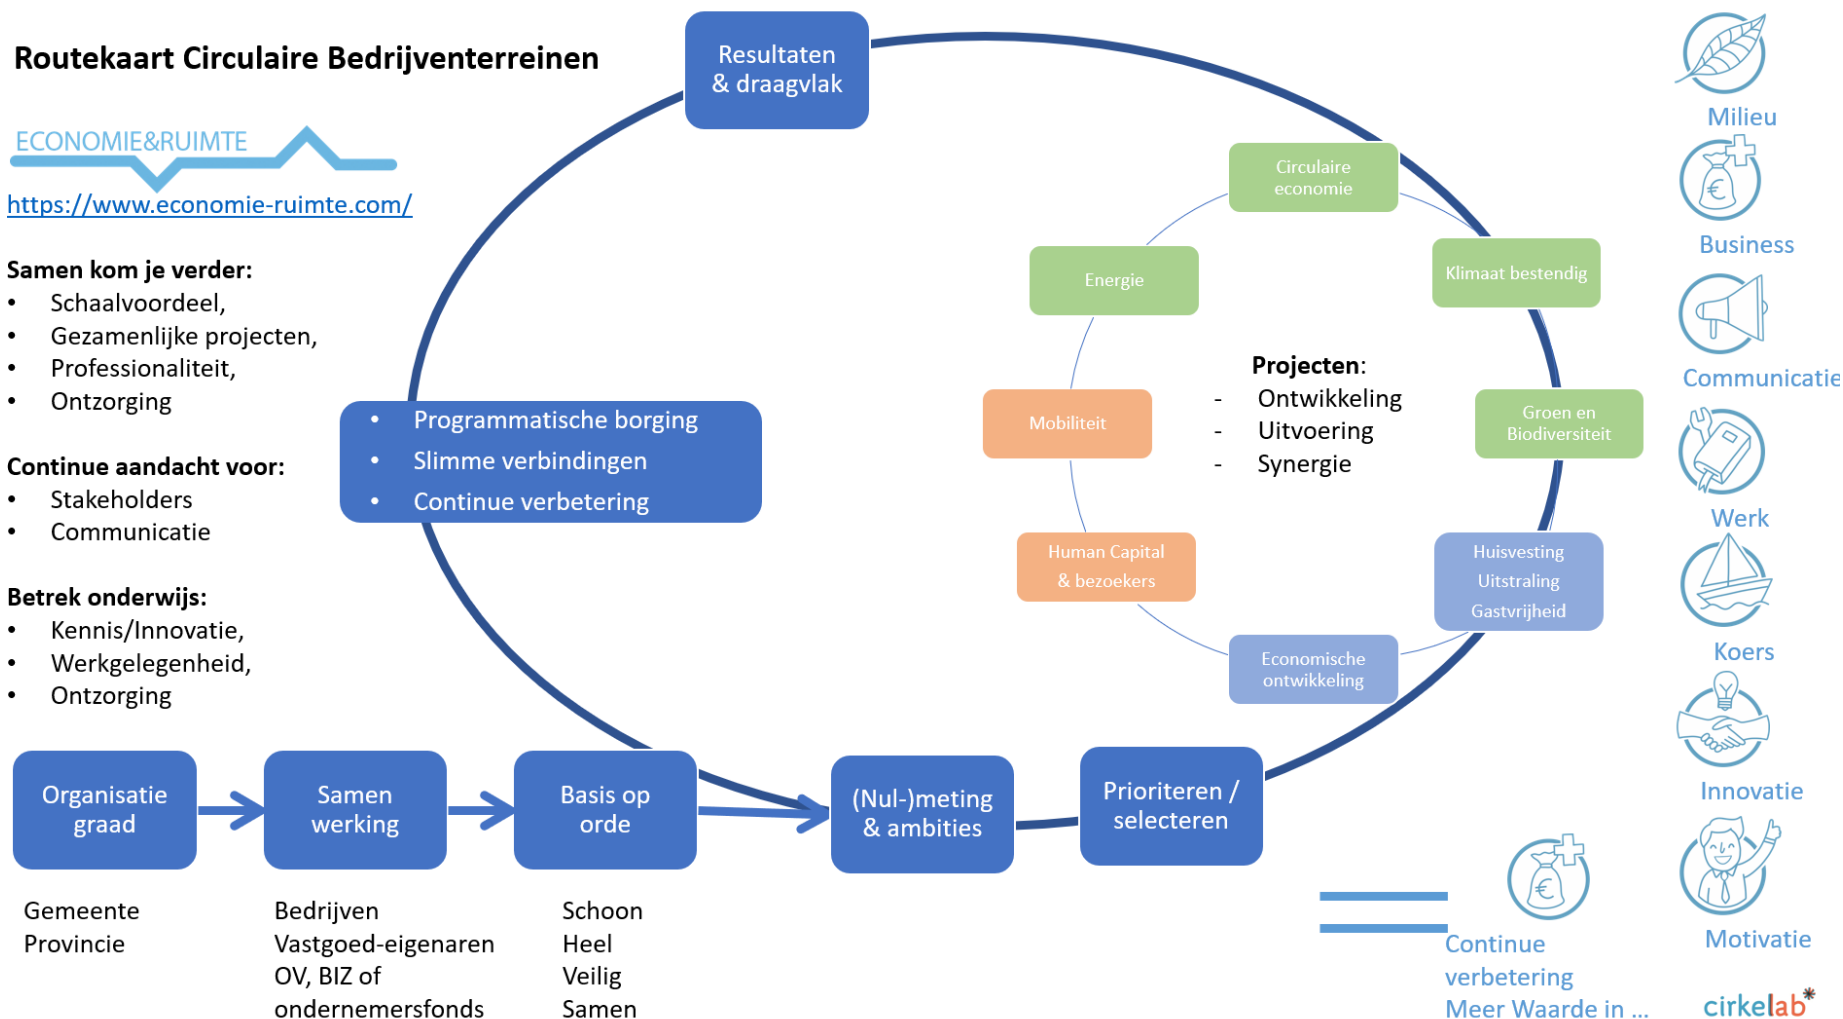 Routekaart Circulaire Bedrijventerreinen
ECONOMIE&RUIMTE
https://www.economie-ruimte.com/
Samen kom je verder:
• Schaalvoordeel,
• Gezamenlijke projecten,
• Professionaliteit,
• Ontzorging
Continue aandacht voor:
• Stakeholders
• Communicatie
Betrek onderwijs:
• Kennis/Innovatie,
• Werkgelegenheid,
• Ontzorging
Resultaten
& draagvlak
• Programmatische borging
• Slimme verbindingen
• Continue verbetering
Circulaire
economie
Klimaat bestendig
Groen en
Biodiversiteit
Huisvesting
Uitstraling
Gastvrijheid
Economische
ontwikkeling
Human Capital
& bezoekers
Mobiliteit
Energie
Projecten:
- Ontwikkeling
- Uitvoering
- Synergie
Organisatie
graad
Samen
werking
Basis op
orde
(Nul-)meting
& ambities
Prioriteren /
selecteren
Gemeente
Provincie
Bedrijven
Vastgoed-eigenaren
OV, BIZ of
ondernemersfonds
Schoon
Heel
Veilig
Samen
€
Continue
verbetering
Meer Waarde in ...
Milieu
€
Business
Communicatie
Werk
Koers
Innovatie
Motivatie
cirkelab*